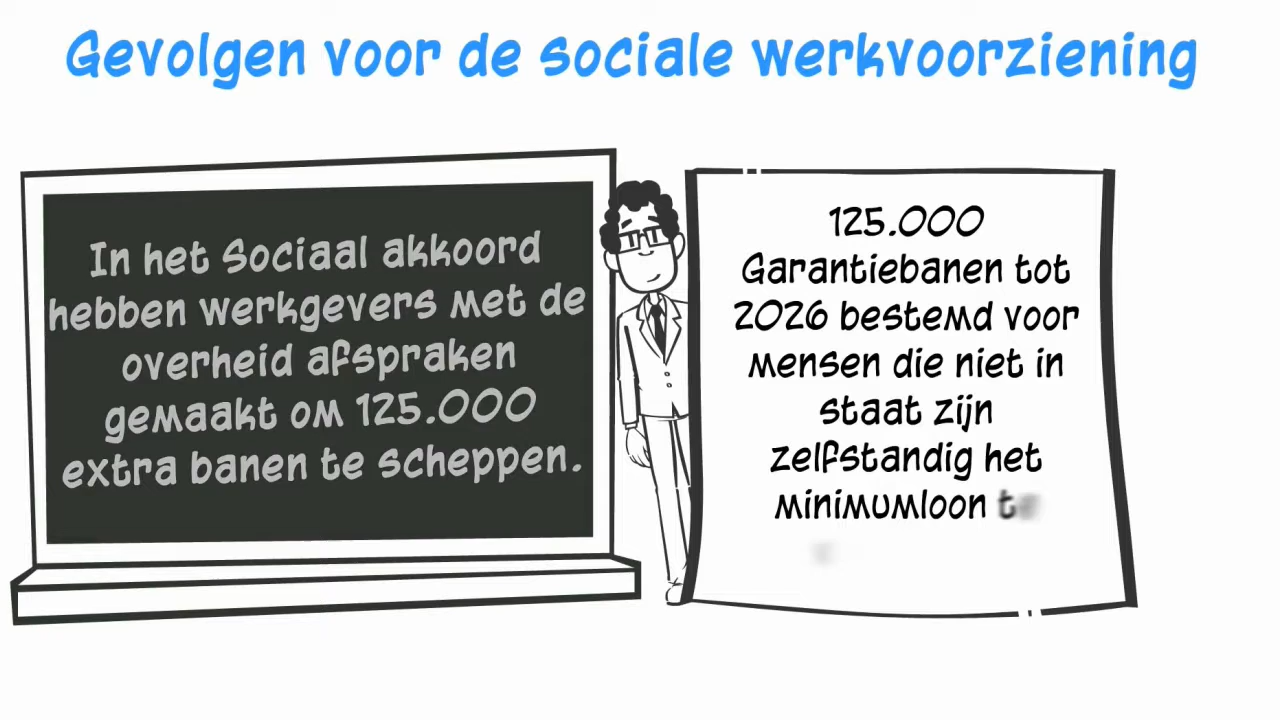 Gevolgen voor de sociale werkvoorziening
In het Sociaal akkoord
hebben werkgevers met de
overheid afspraken
gemaakt om 125.000
extra banen te scheppen.
125.000
Garantiebanen tot
2026 bestemd voor
mensen die niet in
staat zijn
zelfstandig het
minimumloon te